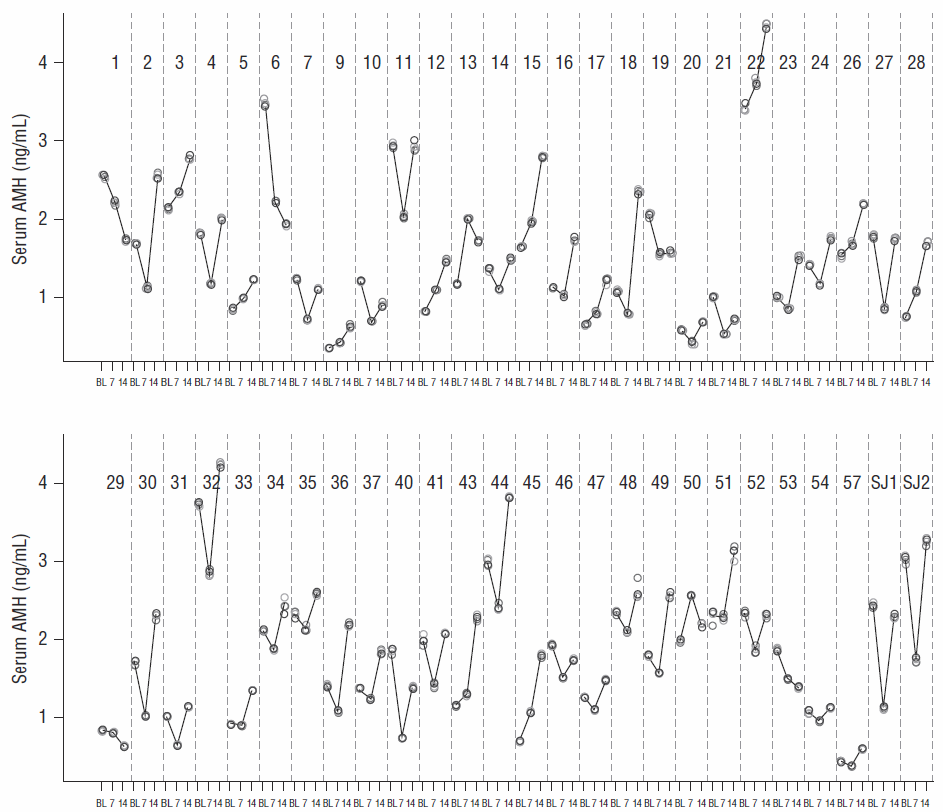 Serum AMH (ng/mL)
4
3
2
1
1 2 3 4 5 6 7 9 10 11 12 13 14 15 16 17 18 19 20 21 22 23 24 26 27 28
BL 7 14 BL 7 14 BL 7 14 BL 7 14 BL 7 14 BL 7 14 BL 7 14 BL 7 14 BL 7 14 BL 7 14 BL 7 14 BL 7 14 BL 7 14 BL 7 14 BL 7 14 BL 7 14 BL 7 14 BL 7 14 BL 7 14 BL 7 14 BL 7 14 BL 7 14 BL 7 14 BL 7 14 BL 7 14 BL 7 14
Serum AMH (ng/mL)
4
3
2
1
29 30 31 32 33 34 35 36 37 40 41 43 44 45 46 47 48 49 50 51 52 53 54 57 SJ1 SJ2
BL 7 14 BL 7 14 BL 7 14 BL 7 14 BL 7 14 BL 7 14 BL 7 14 BL 7 14 BL 7 14 BL 7 14 BL 7 14 BL 7 14 BL 7 14 BL 7 14 BL 7 14 BL 7 14 BL 7 14 BL 7 14 BL 7 14 BL 7 14 BL 7 14 BL 7 14 BL 7 14 BL 7 14 BL 7 14 BL 7 14